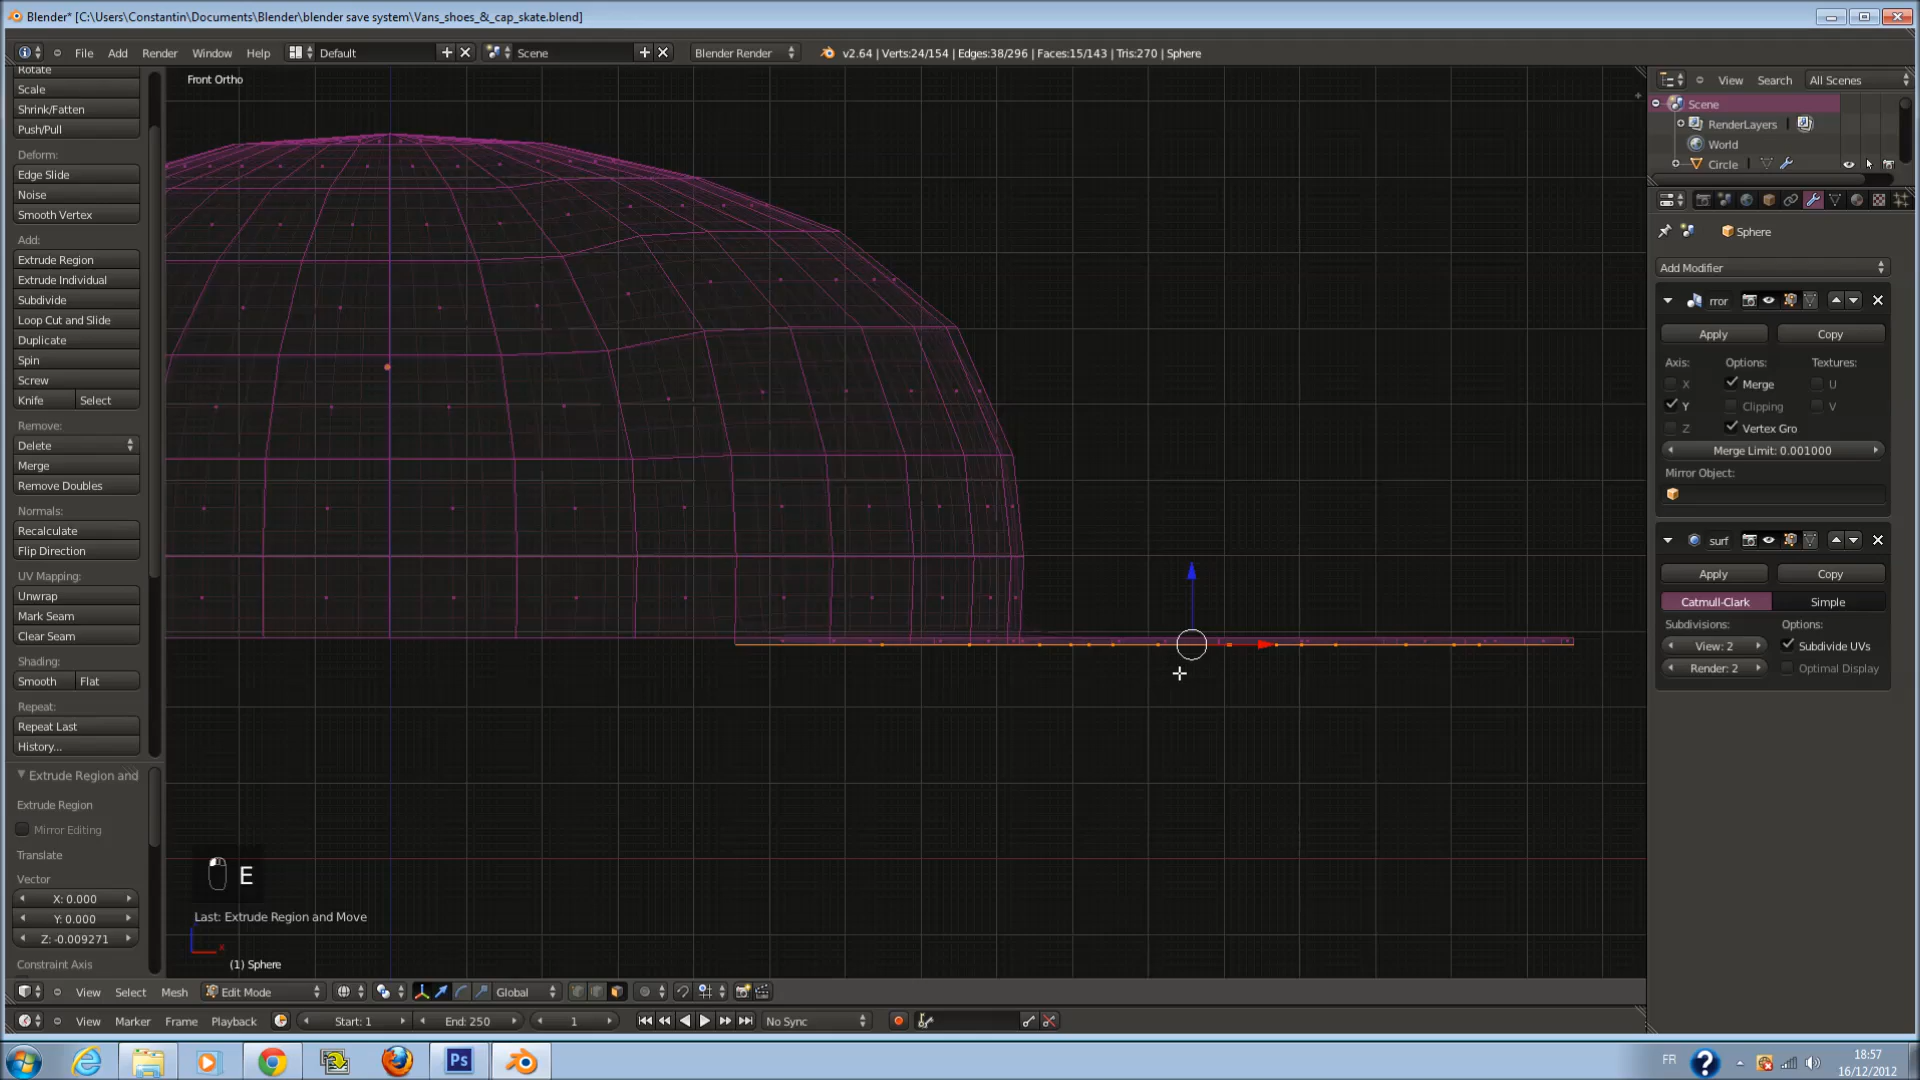 Blender* [C:\Users\Constantin\Documents\Blender\blender save system\Vans_shoes_&_cap_skate.blend]
File Add Render Window Help Default Scene Blender Render v2.64 | Verts:24/154 | Edges:38/296 | Faces:15/143 | Tris:270 | Sphere
Rotate
Scale
Shrink/Fatten
Push/Pull
Deform:
Edge Slide
Noise
Smooth Vertex
Add:
Extrude Region
Extrude Individual
Subdivide
Loop Cut and Slide
Duplicate
Spin
Screw
Knife Select
Remove:
Delete
Merge
Remove Doubles
Normals:
Recalculate
Flip Direction
UV Mapping:
Unwrap
Mark Seam
Clear Seam
Shading:
Smooth Flat
Repeat:
Repeat Last
History...
Extrude Region and
Extrude Region
Mirror Editing
Translate
Vector
X: 0.000
Y: 0.000
Z: -0.009271
Constraint Axis
Front Ortho
E
Last: Extrude Region and Move
x
(1) Sphere
View Search All Scenes
Scene
RenderLayers
World
Circle
Sphere
Add Modifier
rror
Apply Copy
Axis: Options: Textures:
X Merge U
Y Clipping V
Z Vertex Gro
Merge Limit: 0.001000
Mirror Object:
surf
Apply Copy
Catmull-Clark Simple
Subdivisions: Options:
View: 2 Subdivide UVs
Render: 2 Optimal Display
View Select Mesh Edit Mode Global
View Marker Frame Playback Start: 1 End: 250 1 No Sync
Ps FR ? 18:57
16/12/2012